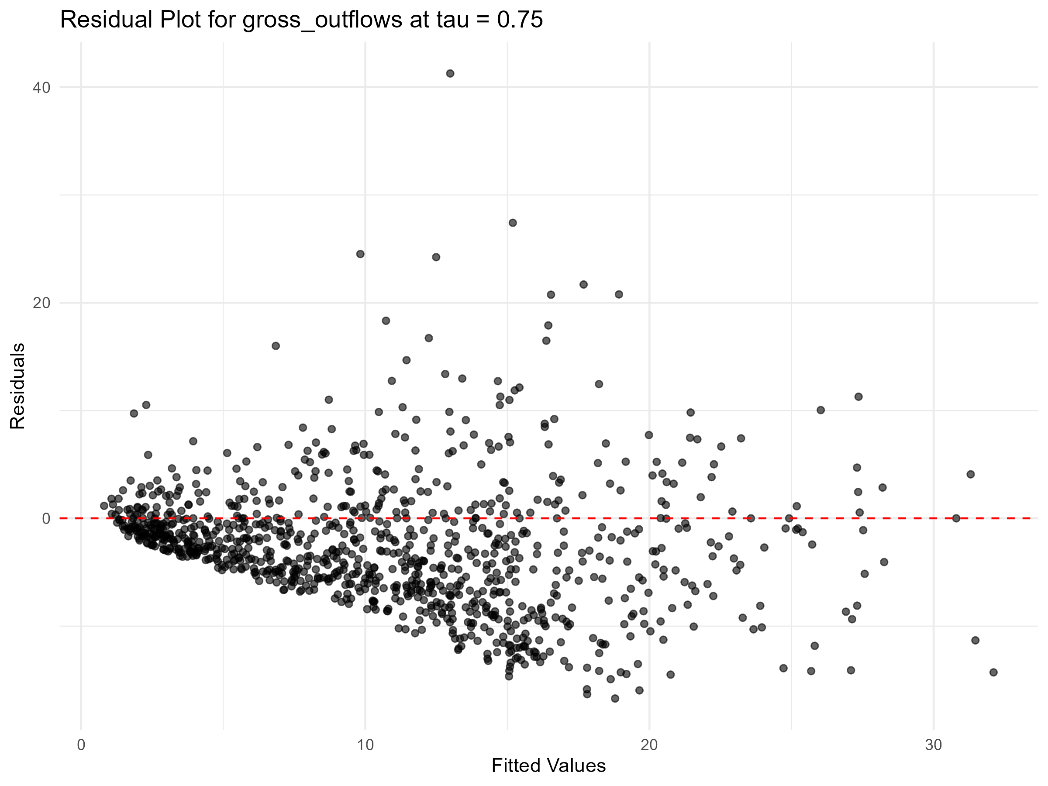 Residual Plot for gross_outflows at tau = 0.75
40
20
0
Residuals
0 10 20 30
Fitted Values